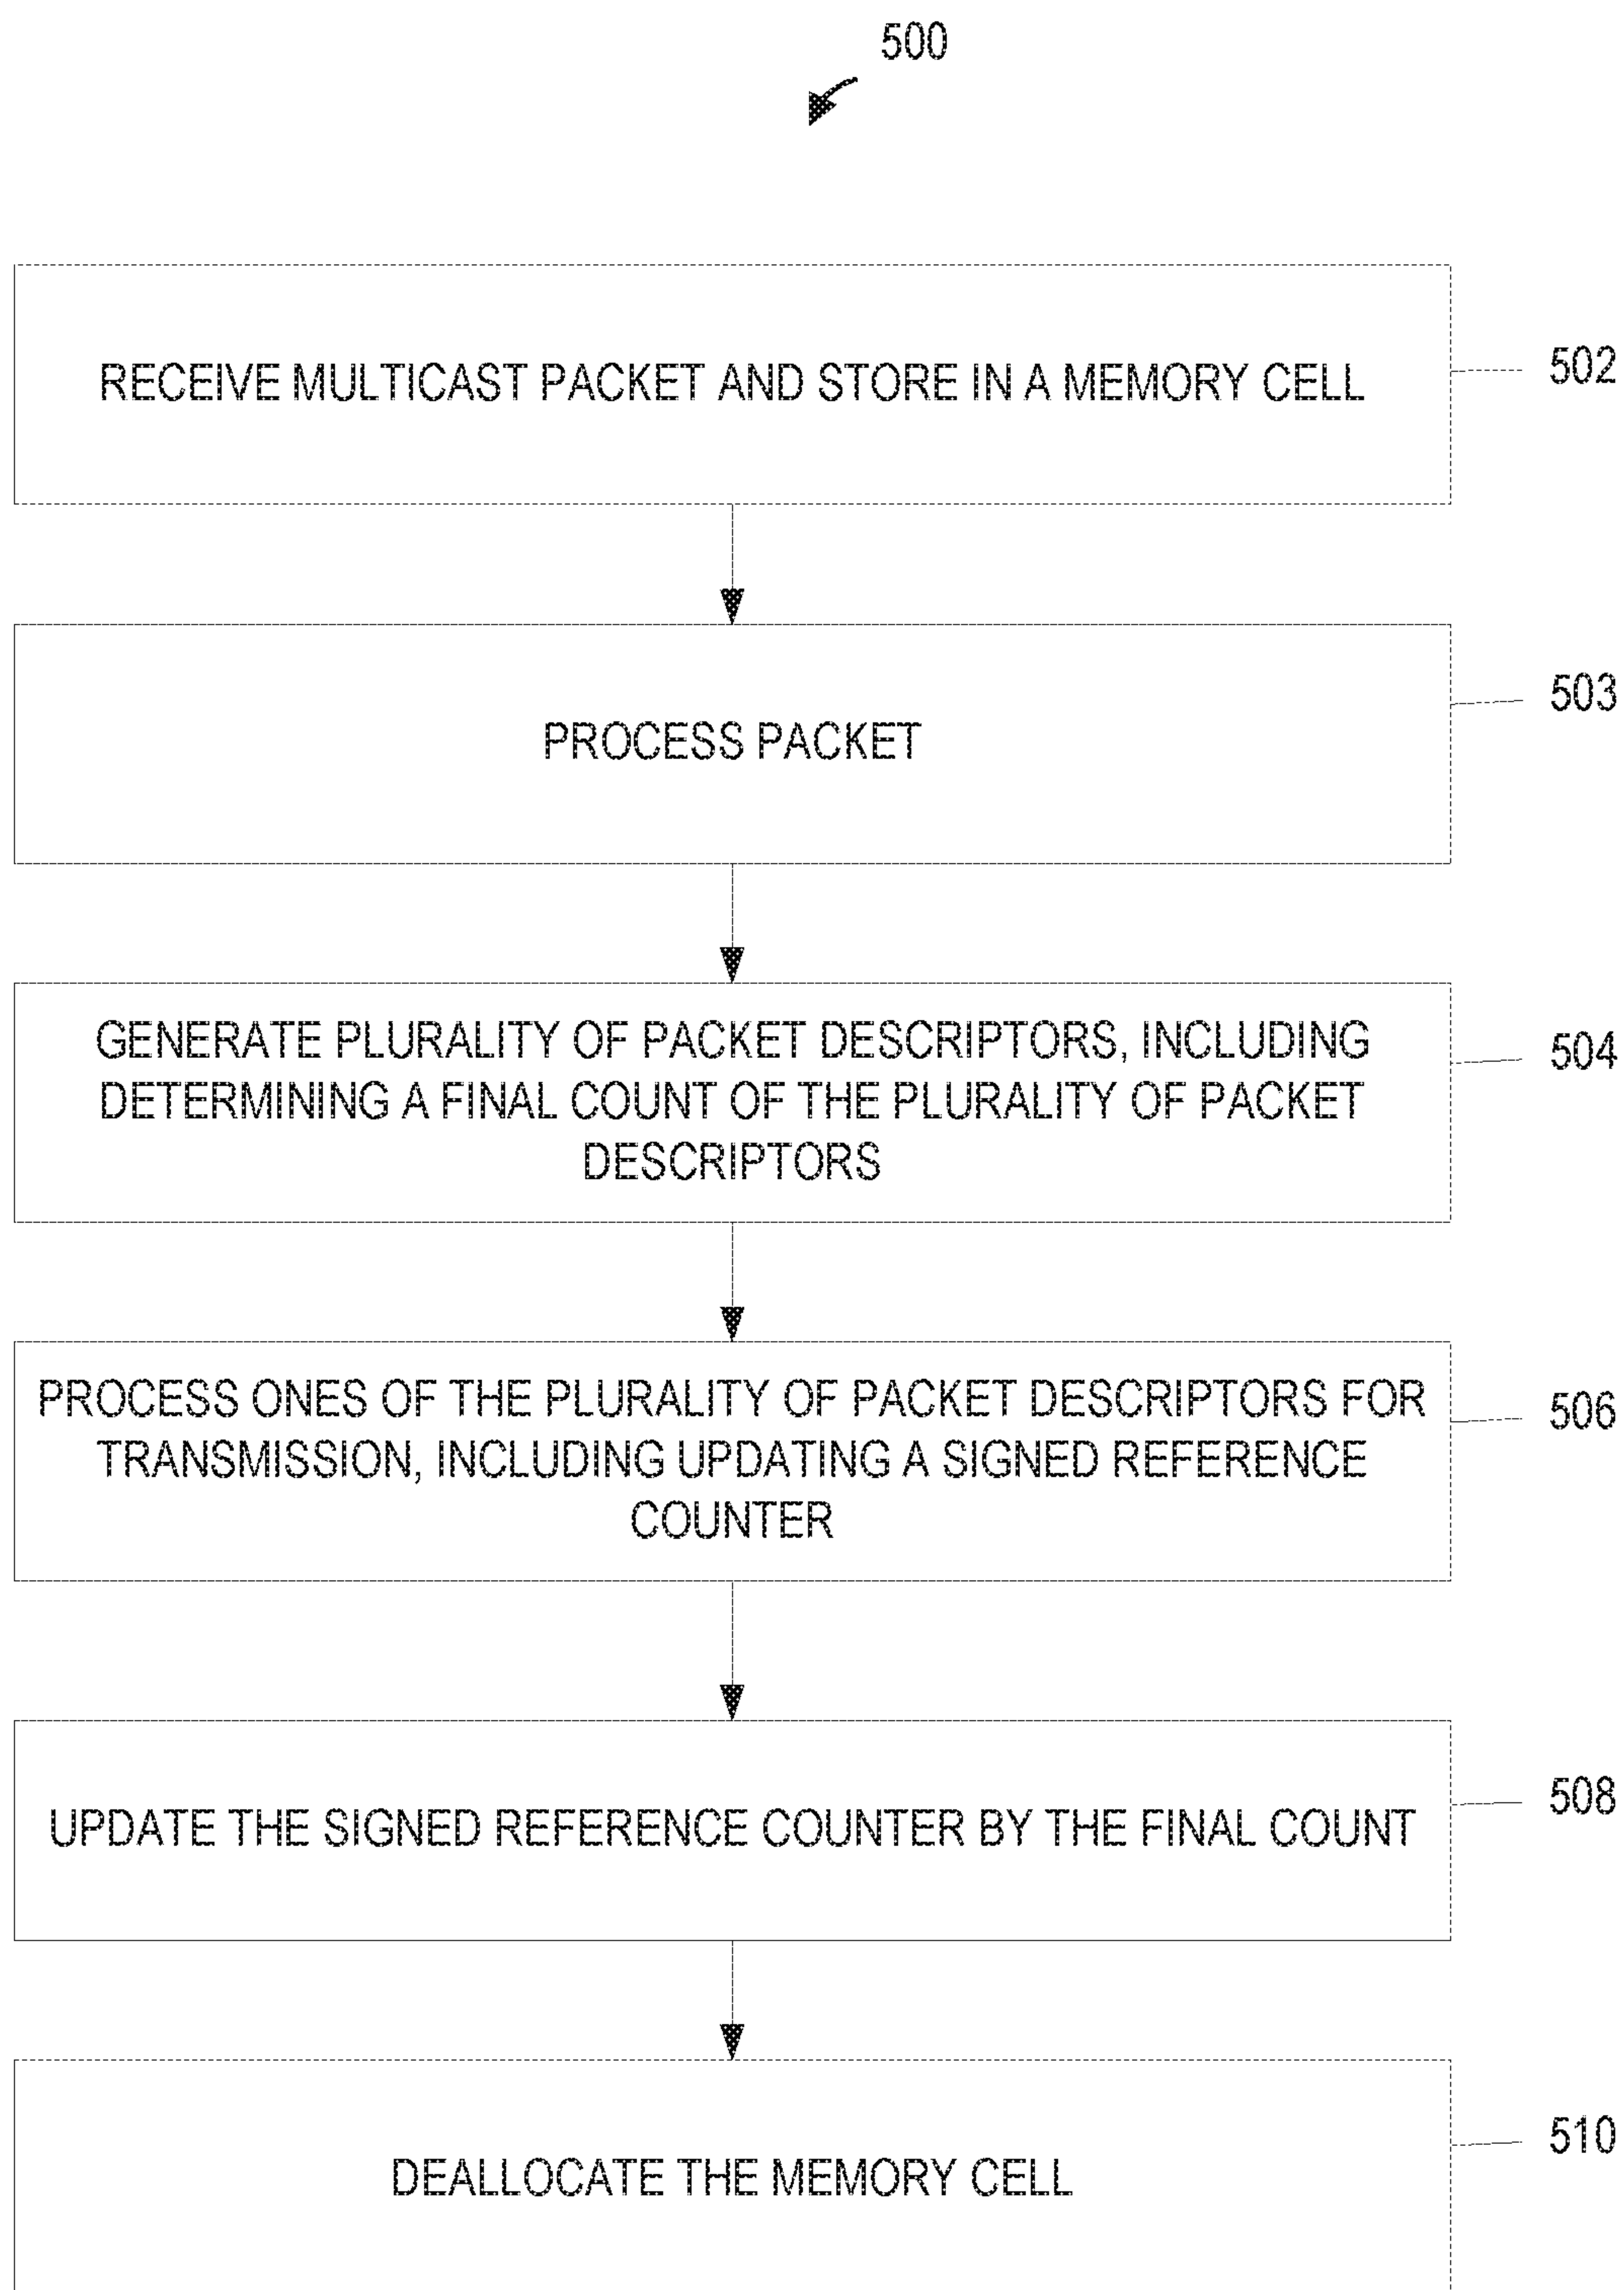 500
RECEIVE MULTICAST PACKET AND STORE IN A MEMORY CELL
502
PROCESS PACKET
503
GENERATE PLURALITY OF PACKET DESCRIPTORS, INCLUDING
DETERMINING A FINAL COUNT OF THE PLURALITY OF PACKET
DESCRIPTORS
504
PROCESS ONES OF THE PLURALITY OF PACKET DESCRIPTORS FOR
TRANSMISSION, INCLUDING UPDATING A SIGNED REFERENCE
COUNTER
506
UPDATE THE SIGNED REFERENCE COUNTER BY THE FINAL COUNT
508
DEALLOCATE THE MEMORY CELL
510